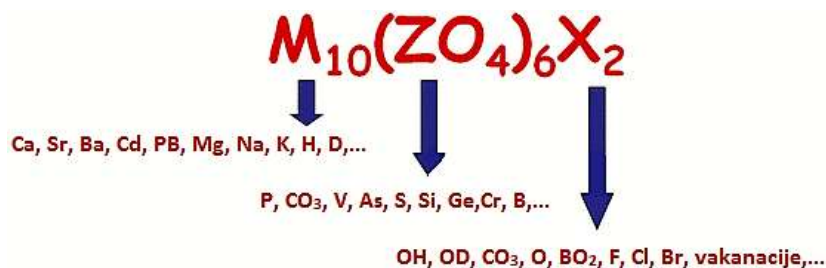 M₁₀(ZO₄)₆X₂
Ca, Sr, Ba, Cd, PB, Mg, Na, K, H, D,...
P, CO₃, V, As, S, Si, Ge,Cr, B,...
OH, OD, CO₃, O, BO₂, F, Cl, Br, vakanacije,...